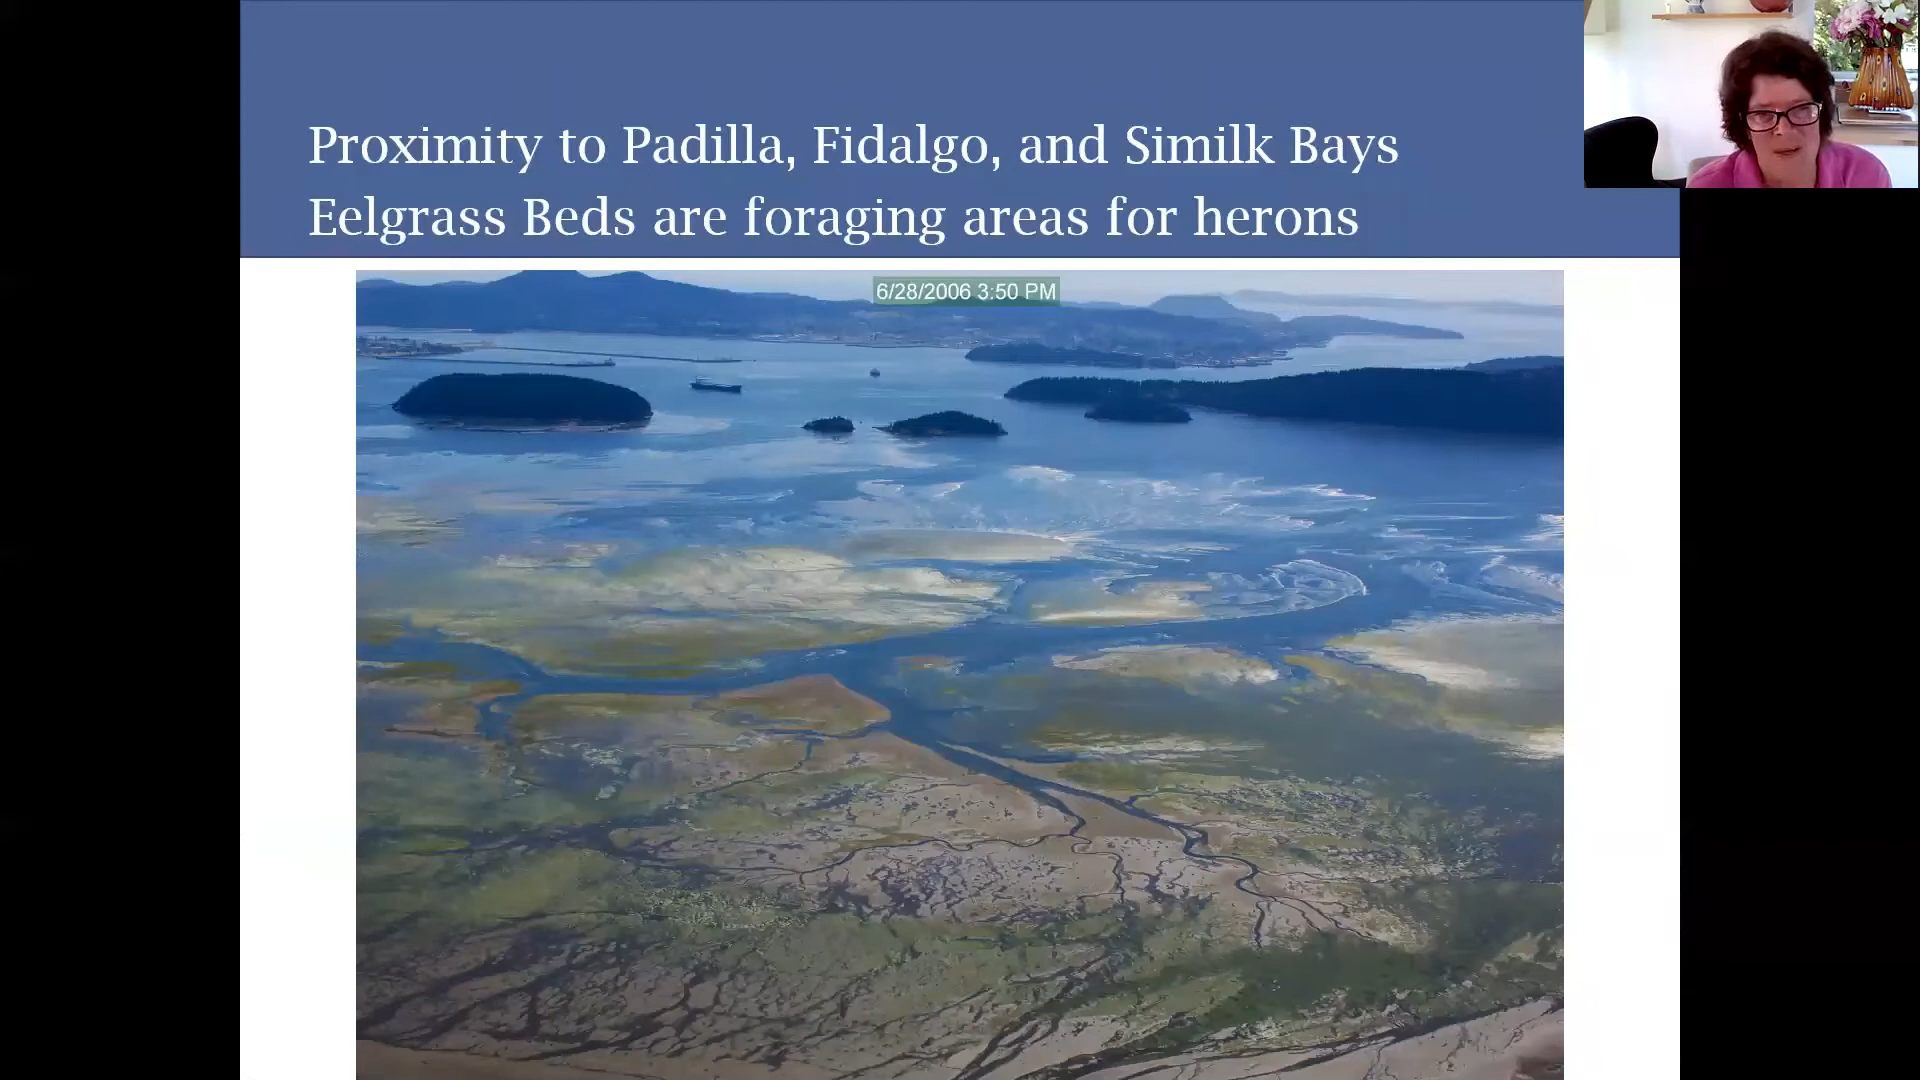 Proximity to Padilla, Fidalgo, and Similk Bays
Eelgrass Beds are foraging areas for herons
6/28/2006 3:50 PM